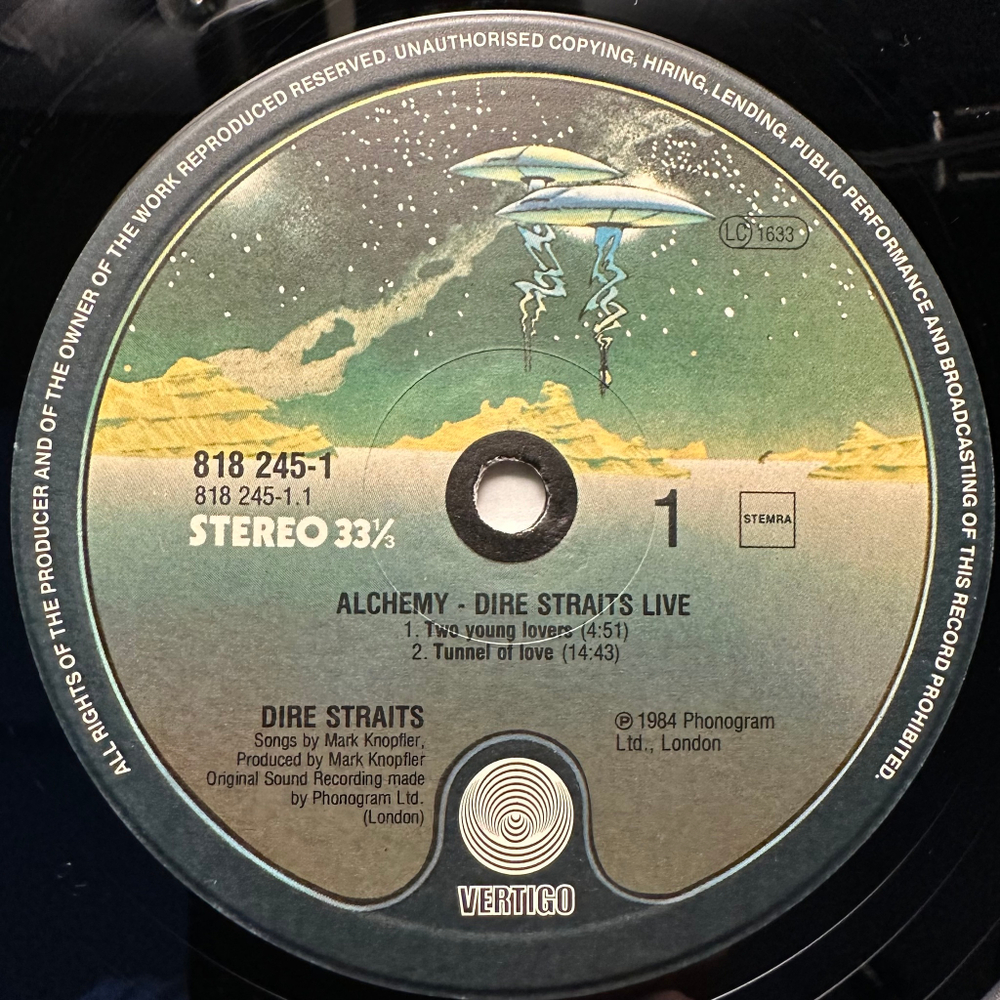 ALL RIGHTS OF THE PRODUCER AND OF THE OWNER OF THE WORK REPRODUCED RESERVED. UNAUTHORISED COPYING, HIRING, LENDING, PUBLIC PERFORMANCE AND BROADCASTING OF THIS RECORD PROHIBITED.
LC 1633
818 245-1
818 245-1.1
STEREO 33⅓
1
STEMRA
ALCHEMY - DIRE STRAITS LIVE
1. Two young lovers (4:51)
2. Tunnel of love (14:43)
DIRE STRAITS
Songs by Mark Knopfler,
Produced by Mark Knopfler
Original Sound Recording made
by Phonogram Ltd.
(London)
℗ 1984 Phonogram
Ltd., London
VERTIGO